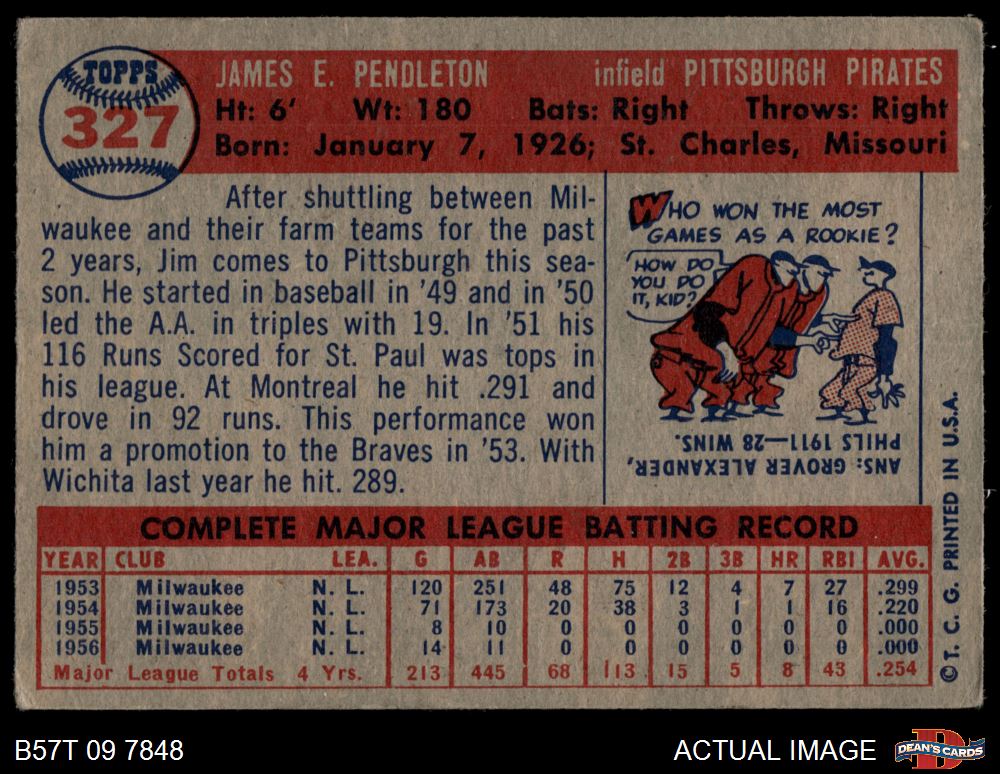 TOPPS
327
JAMES E. PENDLETON infield PITTSBURGH PIRATES
Ht: 6' Wt: 180 Bats: Right Throws: Right
Born: January 7, 1926; St. Charles, Missouri
After shuttling between Mil-
waukee and their farm teams for the past
2 years, Jim comes to Pittsburgh this sea-
son. He started in baseball in '49 and in '50
led the A.A. in triples with 19. In '51 his
116 Runs Scored for St. Paul was tops in
his league. At Montreal he hit .291 and
drove in 92 runs. This performance won
him a promotion to the Braves in '53. With
Wichita last year he hit. 289.
WHO WON THE MOST
GAMES AS A ROOKIE?
HOW DO
YOU DO
IT, KID?
ANS: GROVER ALEXANDER,
PHILS 1911—28 WINS.
COMPLETE MAJOR LEAGUE BATTING RECORD
YEAR CLUB LEA. G AB R H 2B 3B HR RBI AVG.
1953 Milwaukee N. L. 120 251 48 75 12 4 7 27 .299
1954 Milwaukee N. L. 71 173 20 38 3 1 1 16 .220
1955 Milwaukee N. L. 8 10 0 0 0 0 0 0 .000
1956 Milwaukee N. L. 14 11 0 0 0 0 0 0 .000
Major League Totals 4 Yrs. 213 445 68 113 15 5 8 43 .254
©T. C. G. PRINTED IN U.S.A.
B57T 09 7848
ACTUAL IMAGE
DEAN'S CARDS